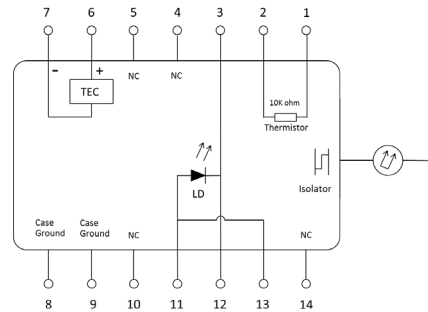 7 6 5 4 3 2 1
- + NC NC
TEC
10K ohm
Thermistor
LD
Isolator
Case Ground
Case Ground
NC
NC
8 9 10 11 12 13 14